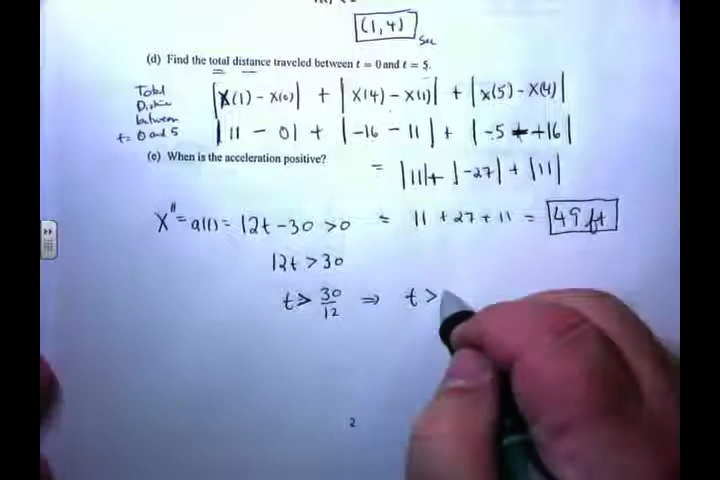 (1,4) sec
(d) Find the total distance traveled between t = 0 and t = 5.
Total
between
t = 0 and 5
|x(1) - x(0)| + |x(4) - x(1)| + |x(5) - x(4)|
|11 - 0| + |-16 - 11| + |-5 + +16|
(e) When is the acceleration positive?
= |11| + |-27| + |11|
x'' = a(t) = 12t - 30 > 0
= 11 + 27 + 11 = 49 ft
12t > 30
t > 30/12 ⇒ t >
2